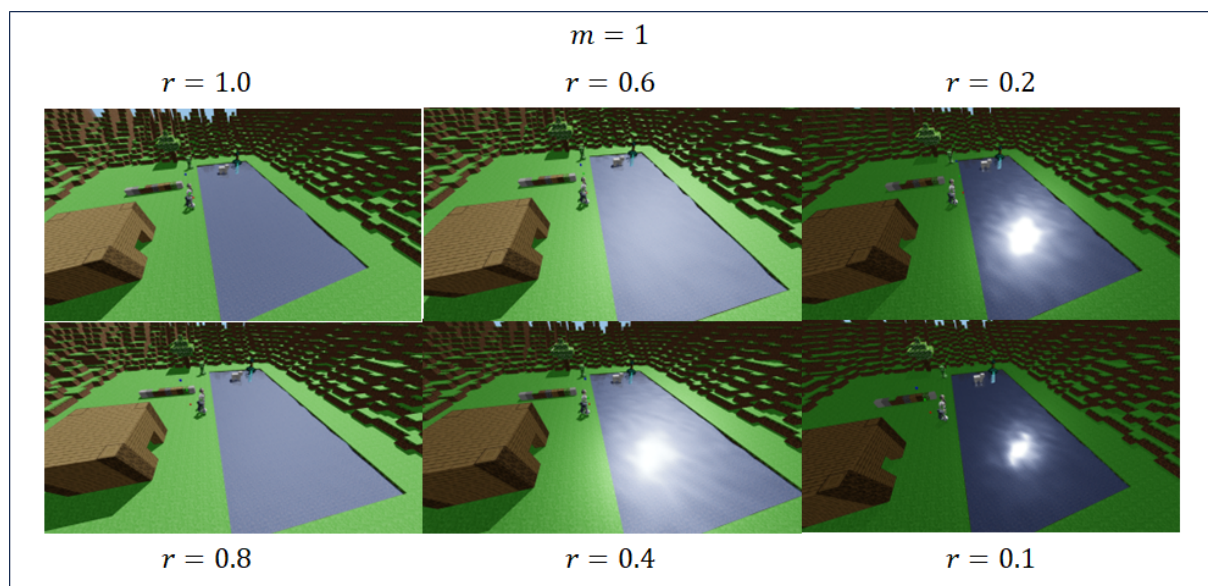 m = 1
r = 1.0
r = 0.6
r = 0.2
r = 0.8
r = 0.4
r = 0.1